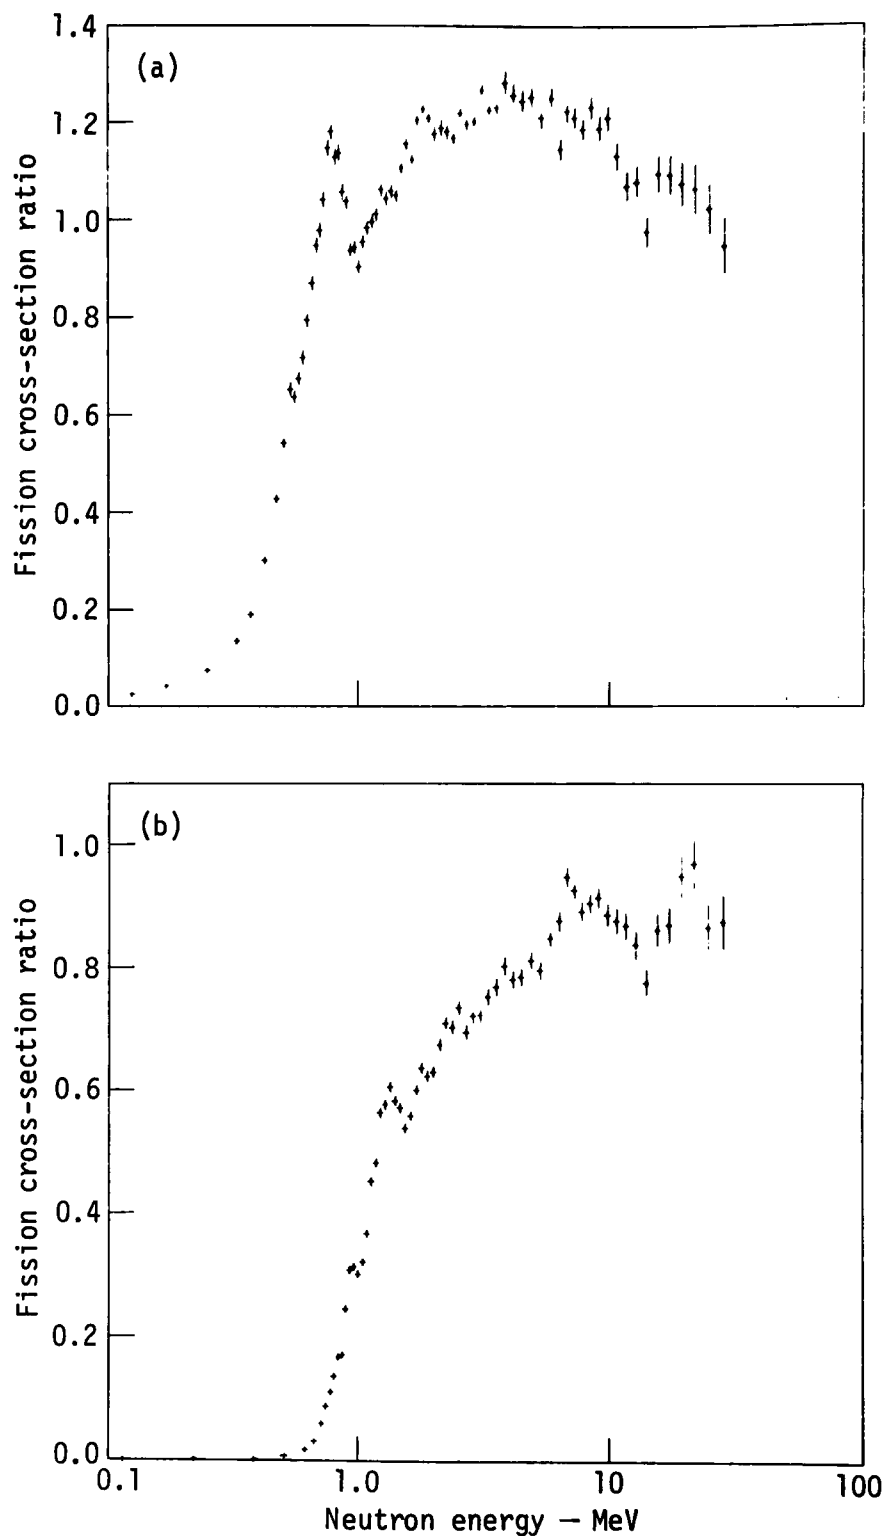 (a)
Fission cross-section ratio
1.4
1.2
1.0
0.8
0.6
0.4
0.2
0.0
(b)
Fission cross-section ratio
1.0
0.8
0.6
0.4
0.2
0.0
0.1 1.0 10 100
Neutron energy — MeV